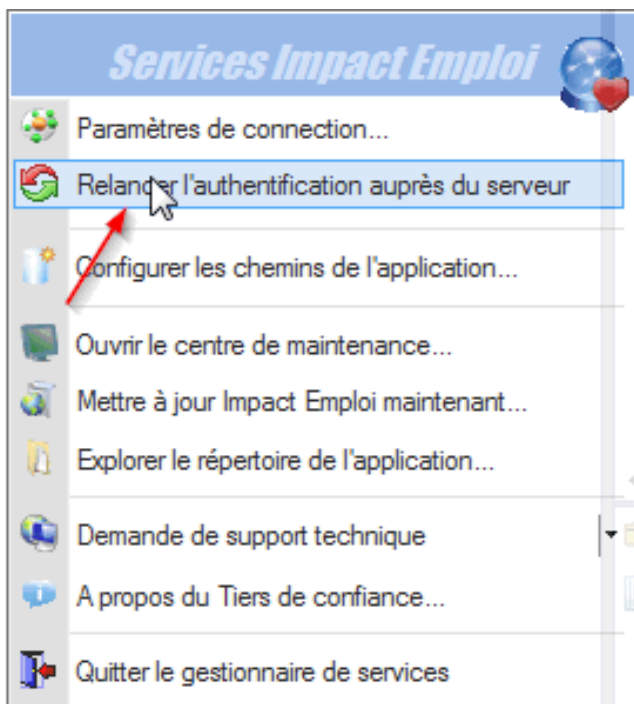 Services Impact Emploi
Paramètres de connection...
Relancer l'authentification auprès du serveur
Configurer les chemins de l'application...
Ouvrir le centre de maintenance...
Mettre à jour Impact Emploi maintenant...
Explorer le répertoire de l'application...
Demande de support technique
A propos du Tiers de confiance...
Quitter le gestionnaire de services